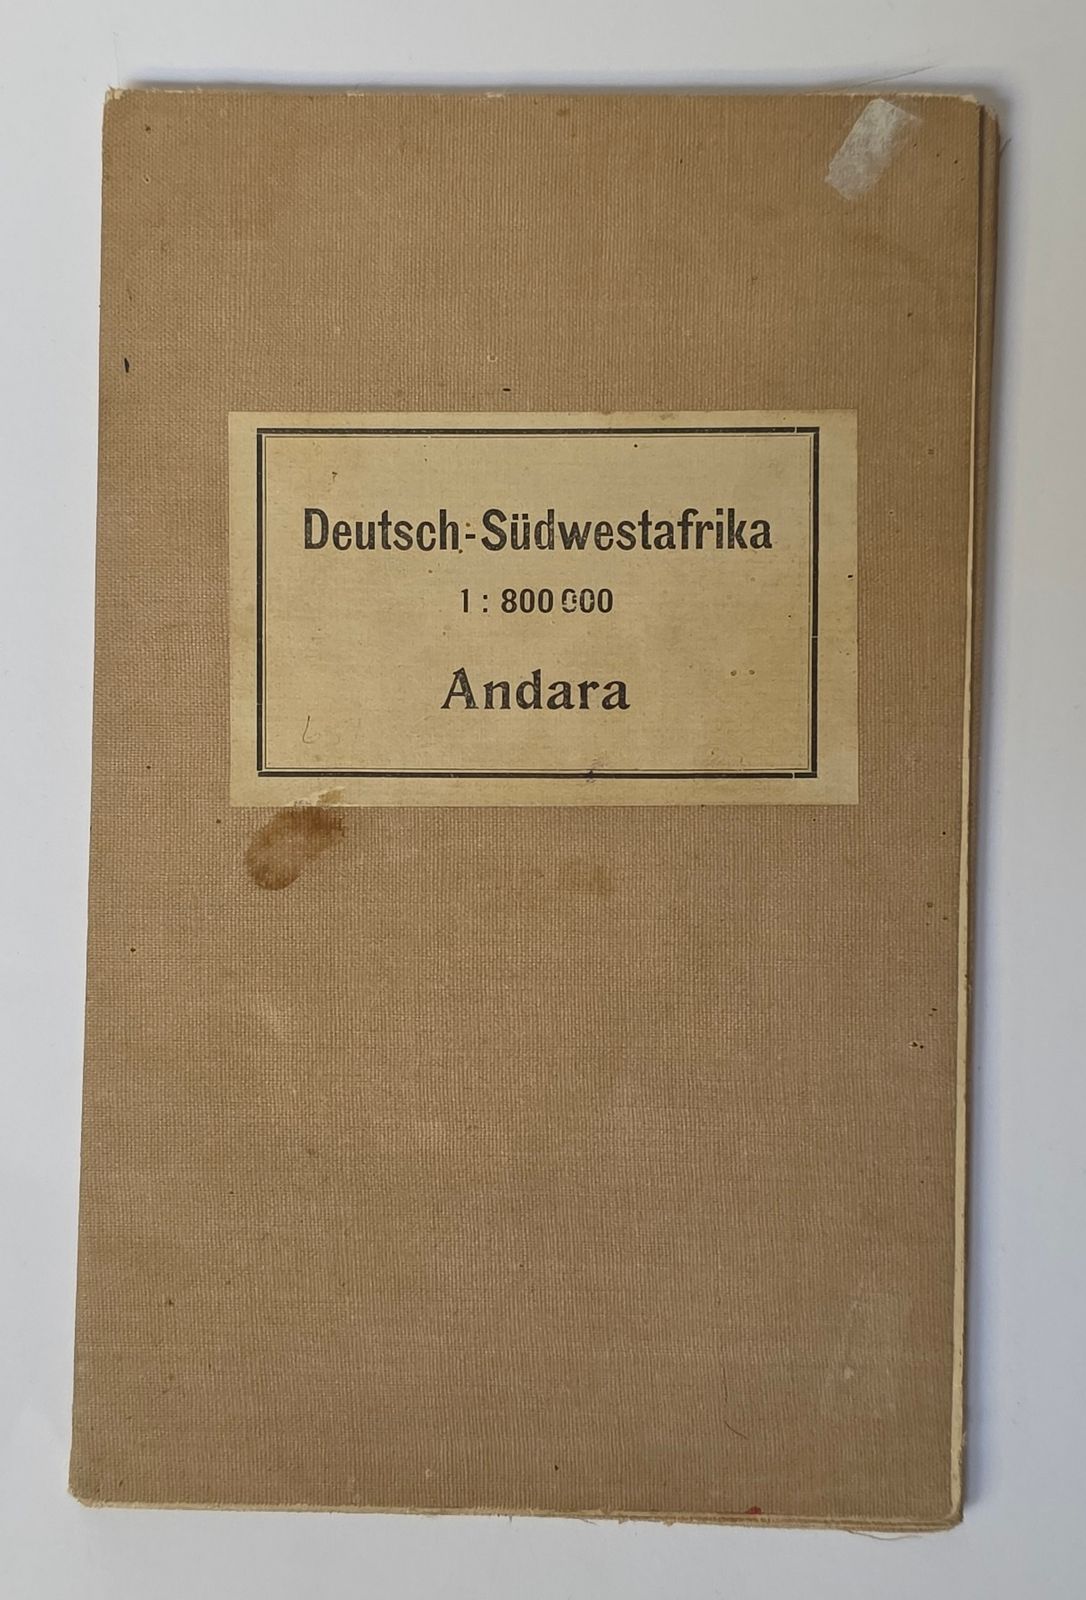 Deutsch-Südwestafrika
1 : 800 000
Andara